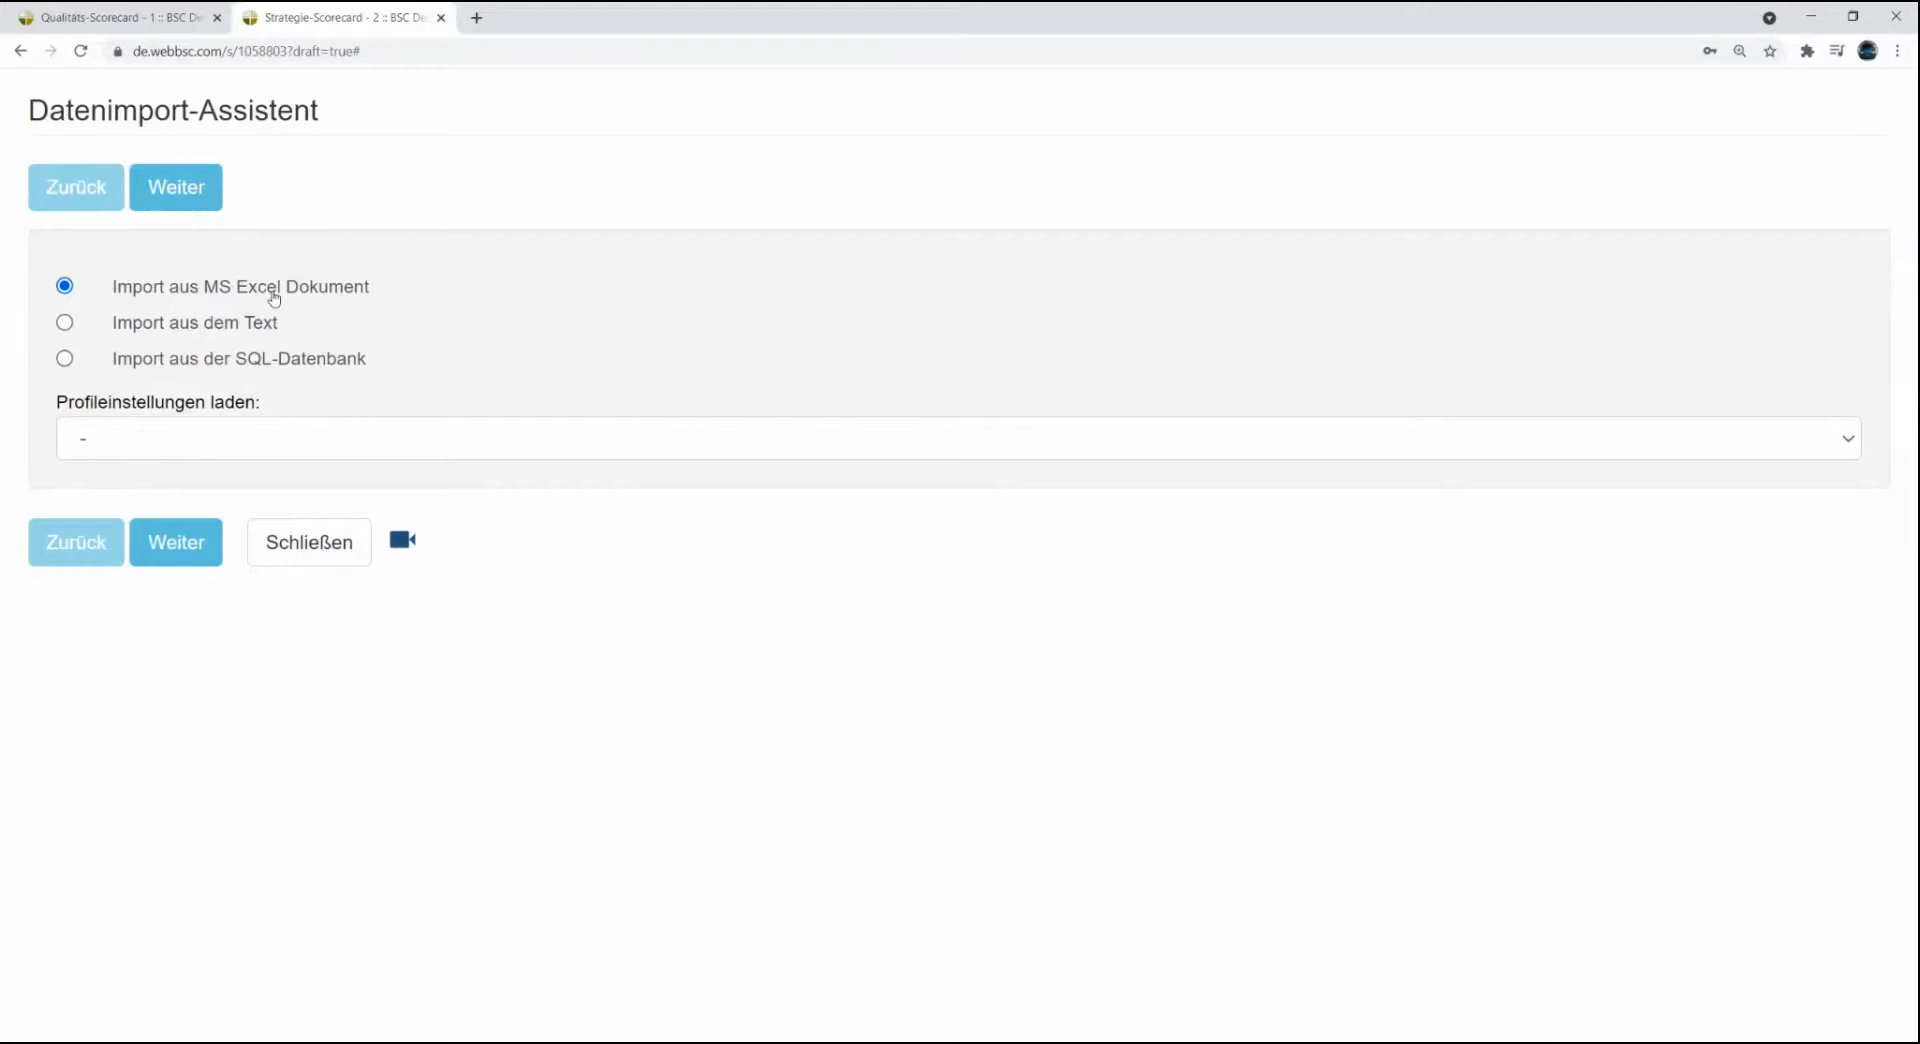 Qualitäts-Scorecard - 1 :: BSC De
Strategie-Scorecard - 2 :: BSC De
de.webbsc.com/s/1058803?draft=true#
Datenimport-Assistent
Zurück Weiter
Import aus MS Excel Dokument
Import aus dem Text
Import aus der SQL-Datenbank
Profileinstellungen laden:
-
Zurück Weiter Schließen